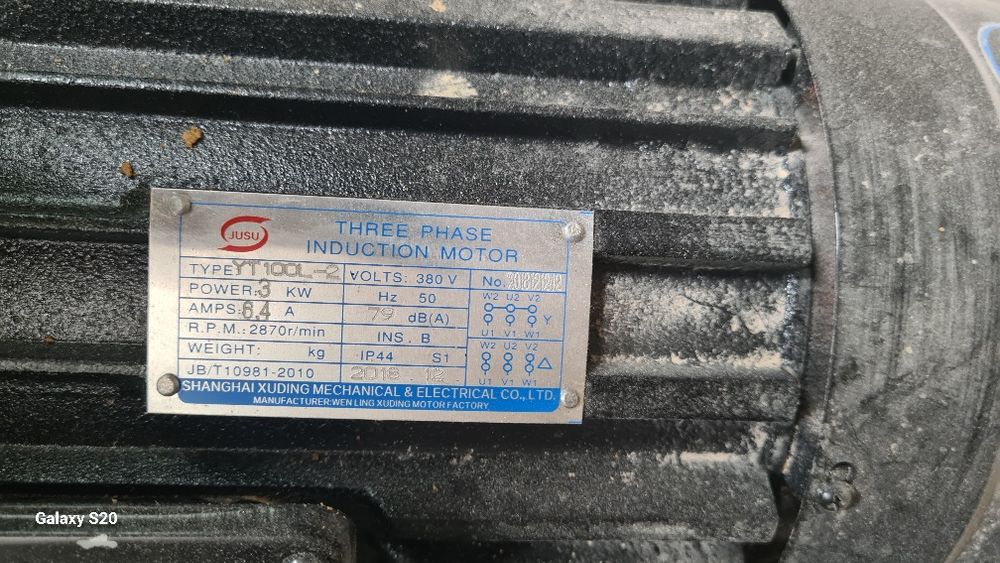 JUSU
THREE PHASE
INDUCTION MOTOR
TYPE YT100L-2 VOLTS: 380 V No.
POWER: 3 KW Hz 50
AMPS: 6.4 A 79 dB(A)
R.P.M.: 2870r/min INS. B
WEIGHT: kg IP44 S1
JB/T10981-2010 2018 12
W2 U2 V2
Y
U1 V1 W1
W2 U2 V2
△
U1 V1 W1
SHANGHAI XUDING MECHANICAL & ELECTRICAL CO., LTD.
MANUFACTURER:WEN LING XUDING MOTOR FACTORY
Galaxy S20